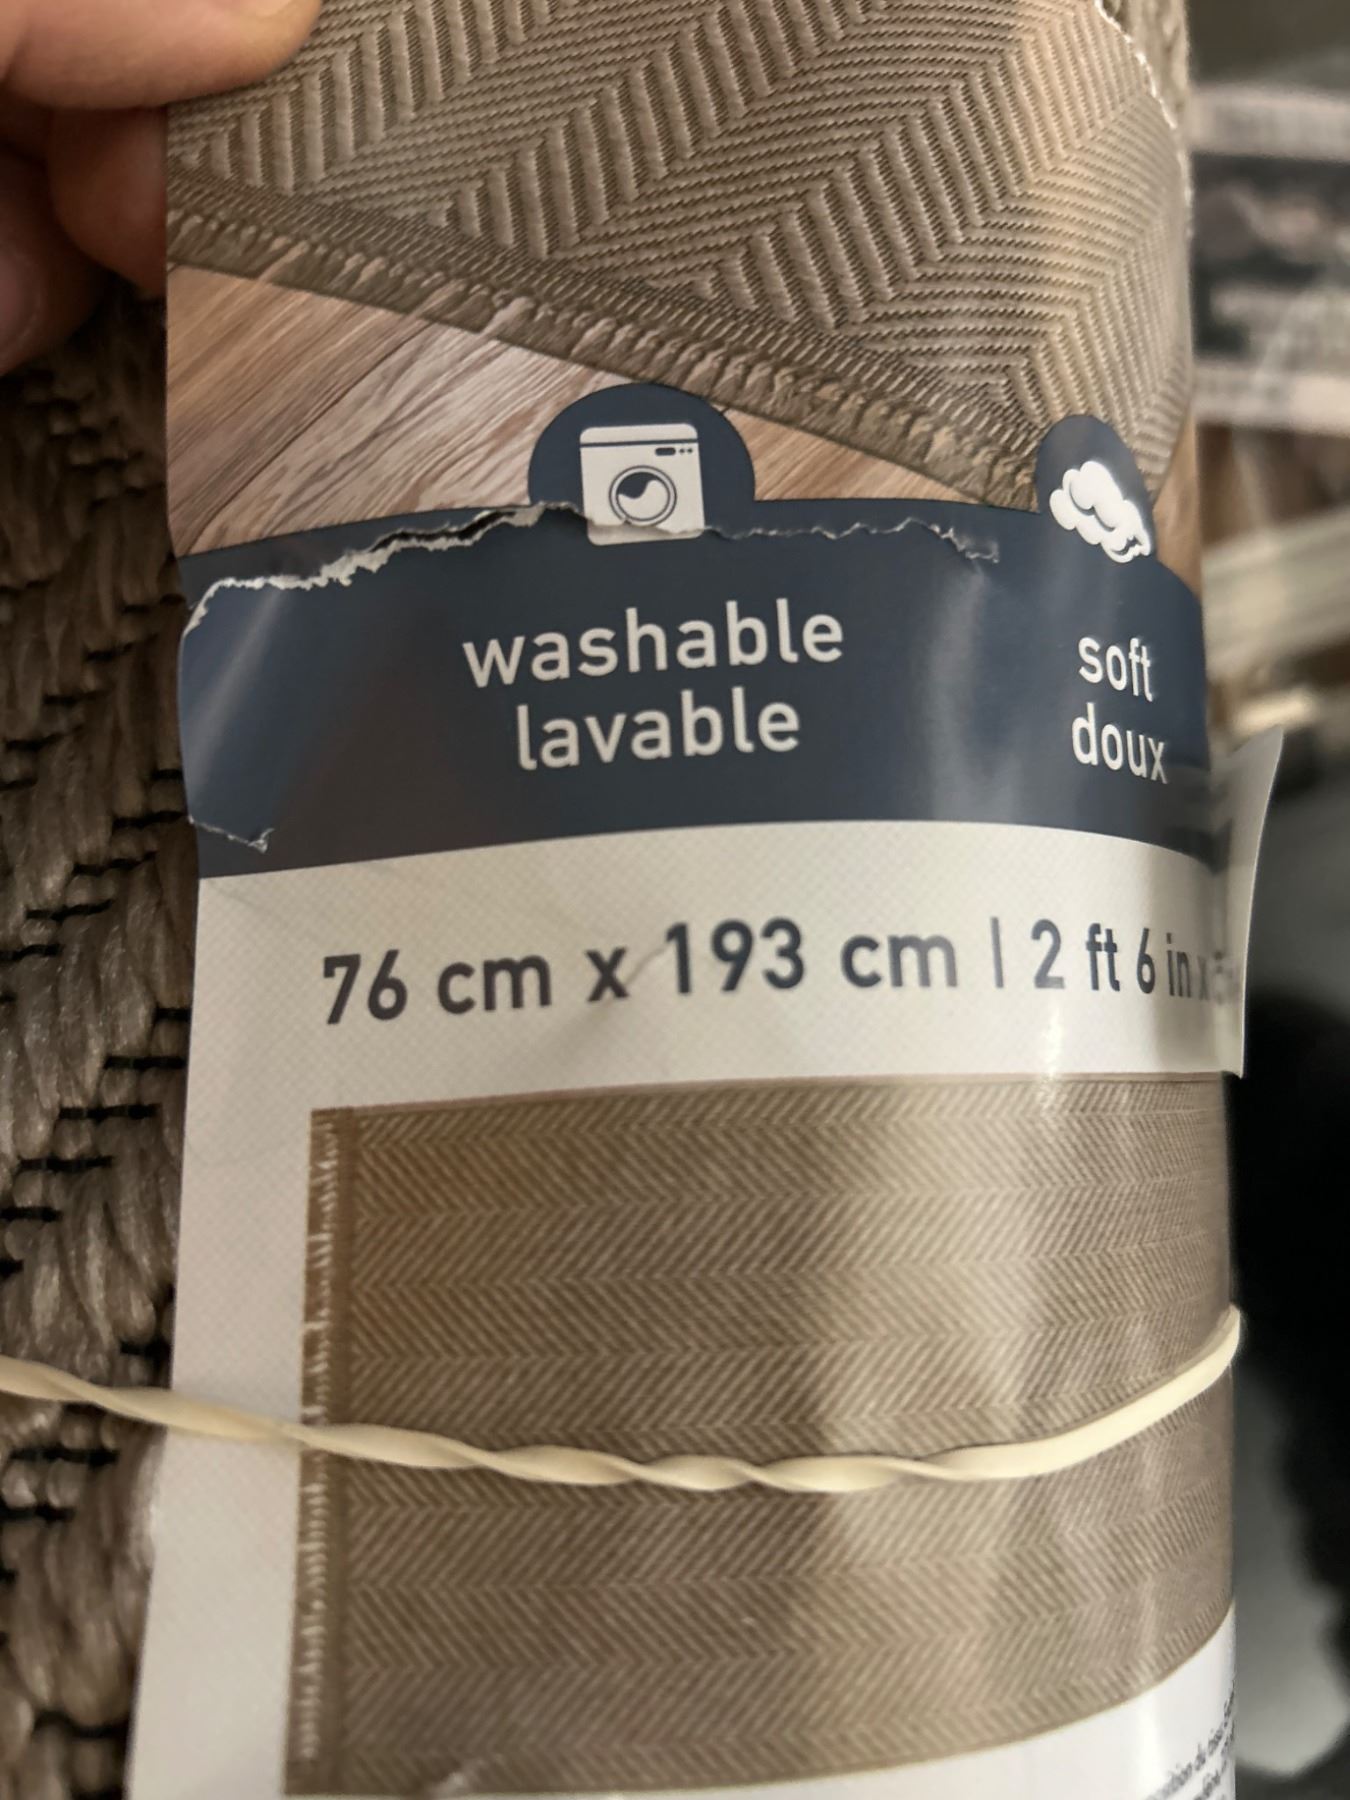 washable
lavable
soft
doux
76 cm x 193 cm | 2 ft 6 in x